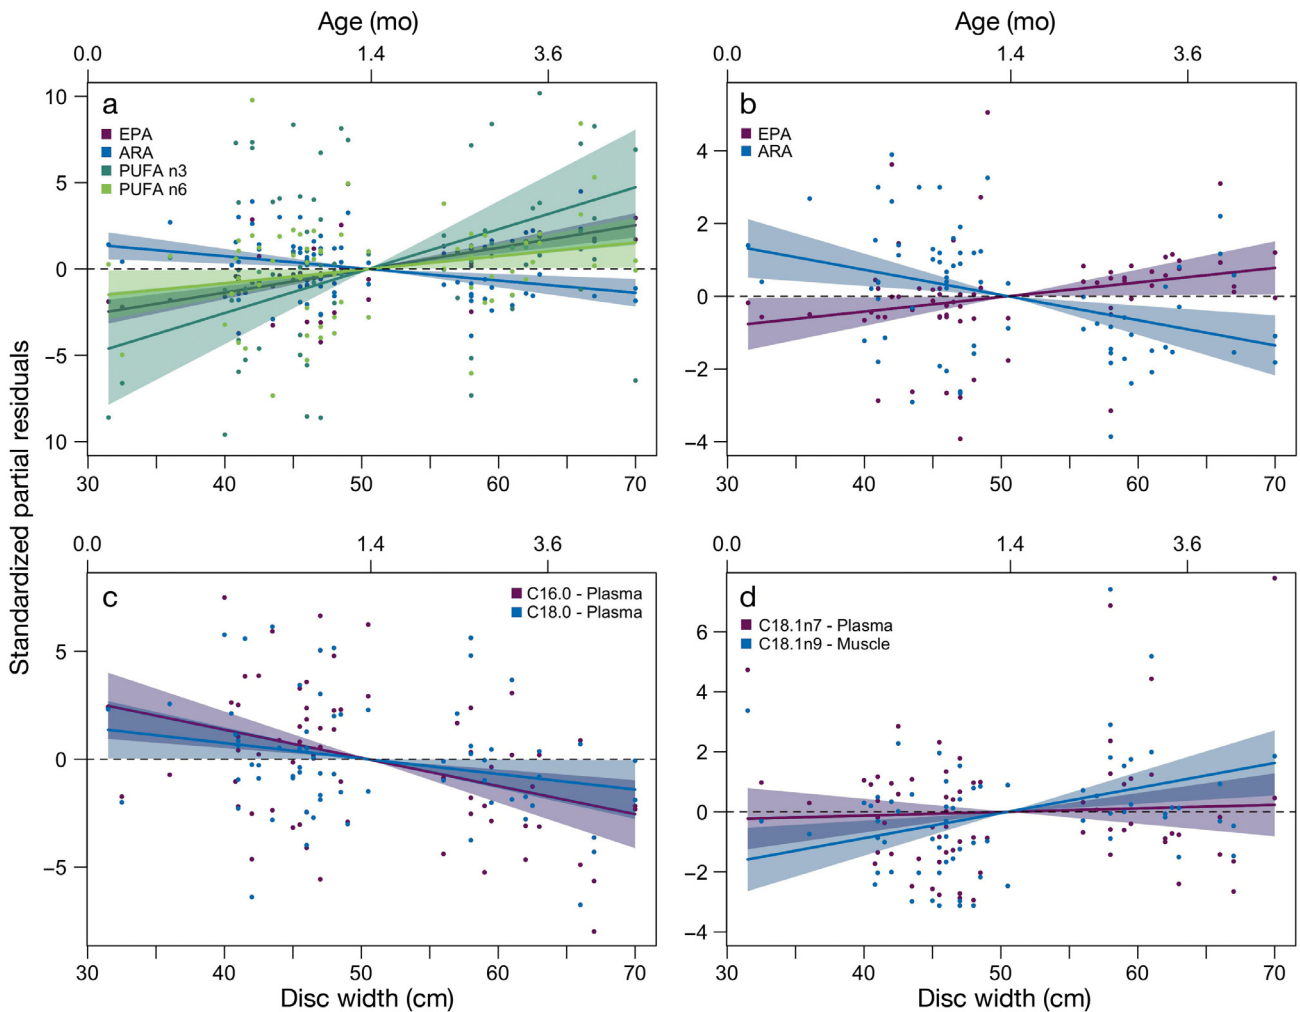 Age (mo)
Age (mo)
0.0 1.4 3.6
0.0 1.4 3.6
Standardized partial residuals
a
EPA
ARA
PUFA n3
PUFA n6
10
5
0
−5
10
30 40 50 60 70
b
EPA
ARA
4
2
0
−2
−4
30 40 50 60 70
0.0 1.4 3.6
0.0 1.4 3.6
c
C16.0 - Plasma
C18.0 - Plasma
5
0
−5
30 40 50 60 70
Disc width (cm)
d
C18.1n7 - Plasma
C18.1n9 - Muscle
6
4
2
0
−2
−4
30 40 50 60 70
Disc width (cm)